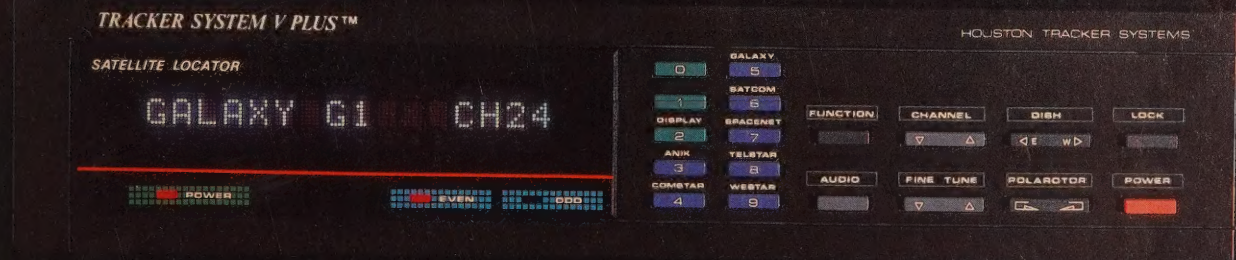 TRACKER SYSTEM V PLUS™
HOUSTON TRACKER SYSTEMS
SATELLITE LOCATOR
GALAXY G1 CH24
POWER
EVEN
ODD
GALAXY
0 5
SATCOM
1 6
DISPLAY SPACENET
2 7
ANIK TELSTAR
3 8
COMSTAR WESTAR
4 9
FUNCTION CHANNEL DISH LOCK
▽ △ ◁ E W ▷
AUDIO FINE TUNE POLAROTOR POWER
▽ △